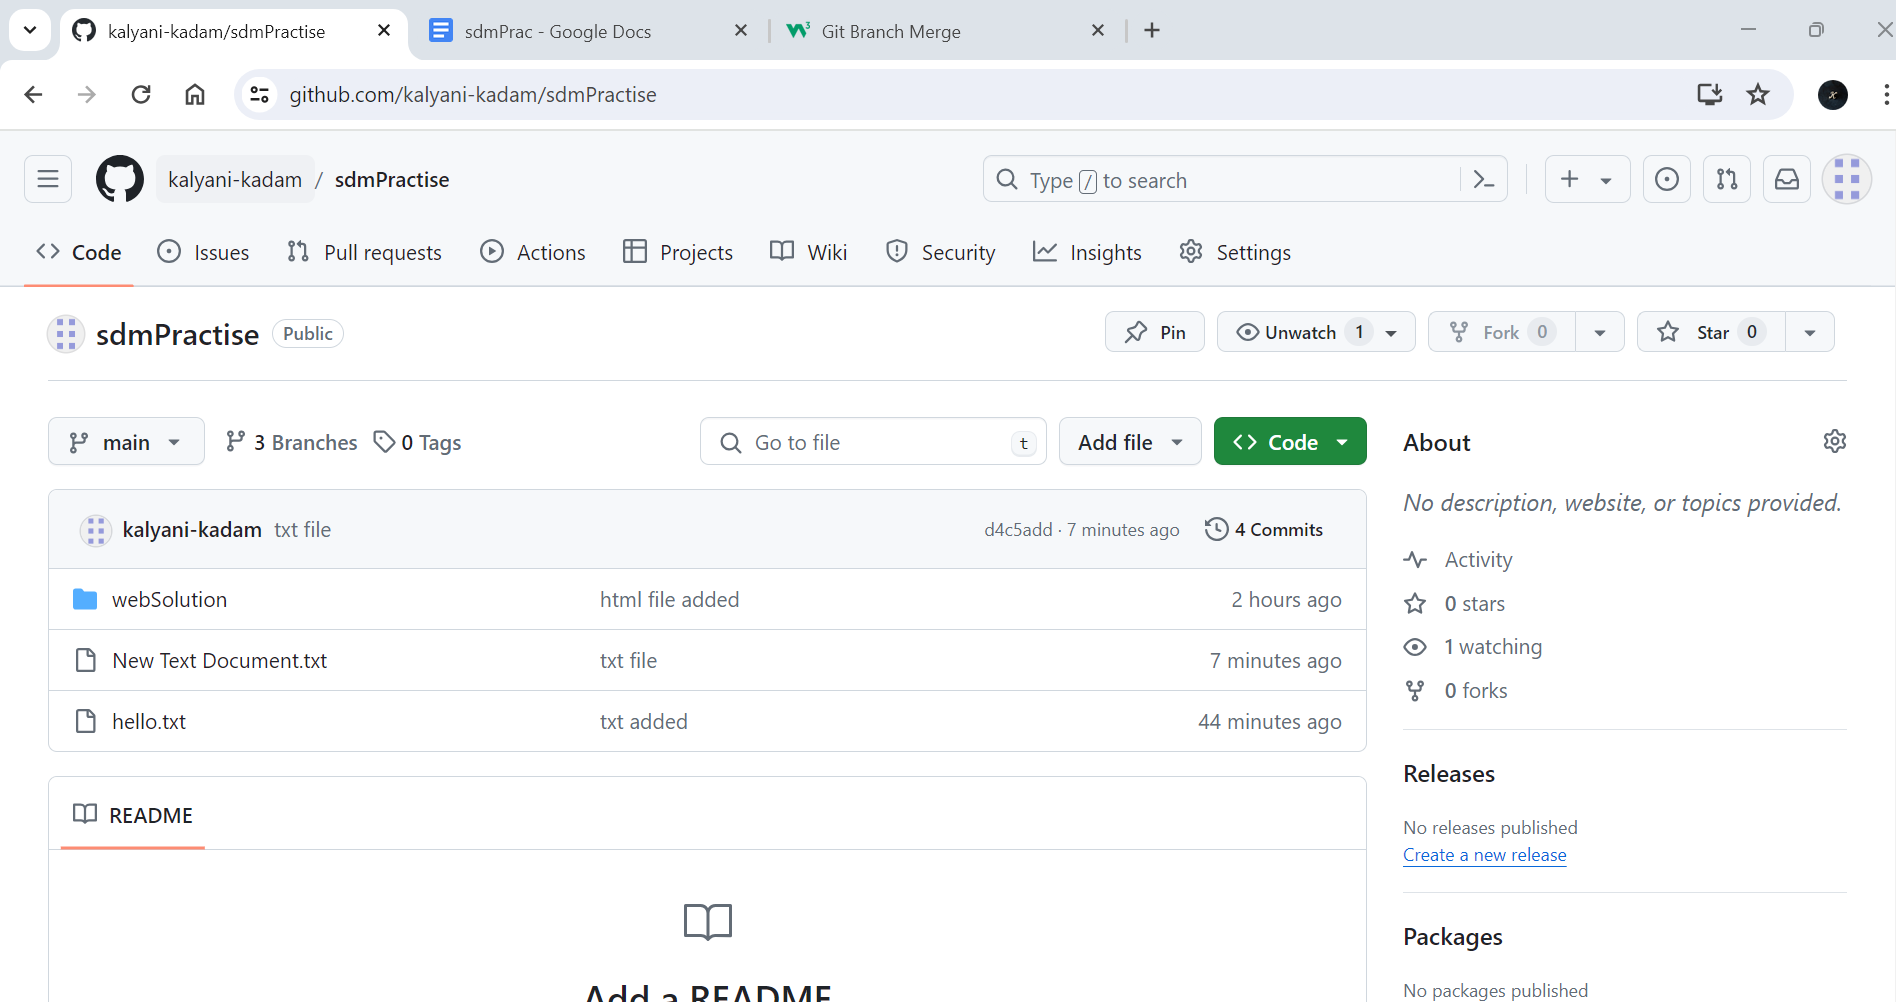 kalyani-kadam/sdmPractise
sdmPrac - Google Docs
Git Branch Merge
github.com/kalyani-kadam/sdmPractise
kalyani-kadam / sdmPractise
Type / to search
Code
Issues
Pull requests
Actions
Projects
Wiki
Security
Insights
Settings
sdmPractise
Public
Pin
Unwatch 1
Fork 0
Star 0
main
3 Branches
0 Tags
Go to file
t
Add file
Code
kalyani-kadam txt file
d4c5add · 7 minutes ago
4 Commits
webSolution
html file added
2 hours ago
New Text Document.txt
txt file
7 minutes ago
hello.txt
txt added
44 minutes ago
README
Add a README
About
No description, website, or topics provided.
Activity
0 stars
1 watching
0 forks
Releases
No releases published
Create a new release
Packages
No packages published